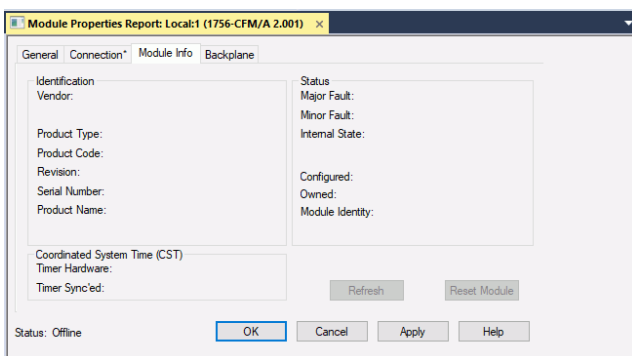 Module Properties Report: Local:1 (1756-CFM/A 2.001) ×
General Connection* Module Info Backplane
Identification
Vendor:
Product Type:
Product Code:
Revision:
Serial Number:
Product Name:
Status
Major Fault:
Minor Fault:
Internal State:
Configured:
Owned:
Module Identity:
Coordinated System Time (CST)
Timer Hardware:
Timer Sync'ed:
Refresh Reset Module
Status: Offline OK Cancel Apply Help